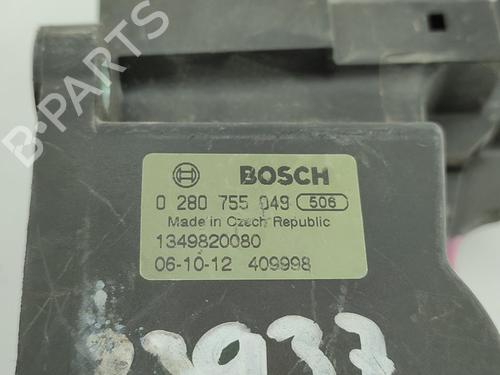 B-PARTS
BOSCH
0 280 755 049 506
Made in Czech Republic
1349820080
06-10-12 409998